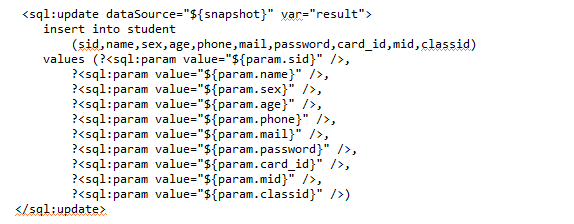 <sql:update dataSource="${snapshot}" var="result">
insert into student
(sid,name,sex,age,phone,mail,password,card_id,mid,classid)
values (?<sql:param value="${param.sid}" />,
?<sql:param value="${param.name}" />,
?<sql:param value="${param.sex}" />,
?<sql:param value="${param.age}" />,
?<sql:param value="${param.phone}" />,
?<sql:param value="${param.mail}" />,
?<sql:param value="${param.password}" />,
?<sql:param value="${param.card_id}" />,
?<sql:param value="${param.mid}" />,
?<sql:param value="${param.classid}" />)
</sql:update>